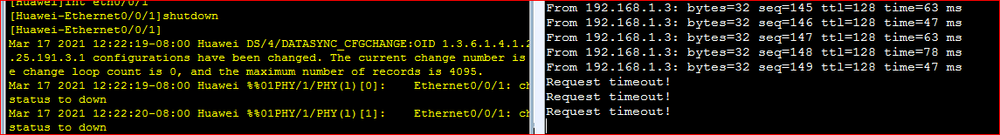 [Huawei]int eth0/0/1
[Huawei-Ethernet0/0/1]shutdown
[Huawei-Ethernet0/0/1]
Mar 17 2021 12:22:19-08:00 Huawei DS/4/DATASYNC_CFGCHANGE:OID 1.3.6.1.4.1.2
.25.191.3.1 configurations have been changed. The current change number is
e change loop count is 0, and the maximum number of records is 4095.
Mar 17 2021 12:22:19-08:00 Huawei %%01PHY/1/PHY(l)[0]: Ethernet0/0/1: ch
status to down
Mar 17 2021 12:22:20-08:00 Huawei %%01PHY/1/PHY(l)[1]: Ethernet0/0/1: ch
status to down
From 192.168.1.3: bytes=32 seq=145 ttl=128 time=63 ms
From 192.168.1.3: bytes=32 seq=146 ttl=128 time=47 ms
From 192.168.1.3: bytes=32 seq=147 ttl=128 time=63 ms
From 192.168.1.3: bytes=32 seq=148 ttl=128 time=78 ms
From 192.168.1.3: bytes=32 seq=149 ttl=128 time=47 ms
Request timeout!
Request timeout!
Request timeout!